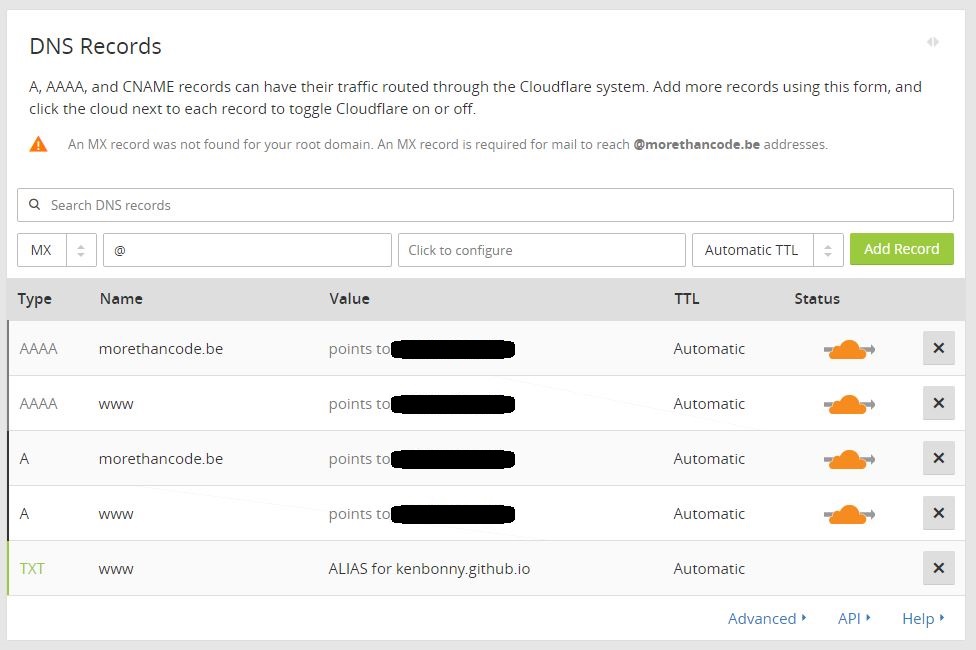 DNS Records
A, AAAA, and CNAME records can have their traffic routed through the Cloudflare system. Add more records using this form, and
click the cloud next to each record to toggle Cloudflare on or off.
An MX record was not found for your root domain. An MX record is required for mail to reach @morethancode.be addresses.
Search DNS records
MX @ Click to configure Automatic TTL Add Record
Type Name Value TTL Status
AAAA morethancode.be points to Automatic
AAAA www points to Automatic
A morethancode.be points to Automatic
A www points to Automatic
TXT www ALIAS for kenbonny.github.io Automatic
Advanced API Help